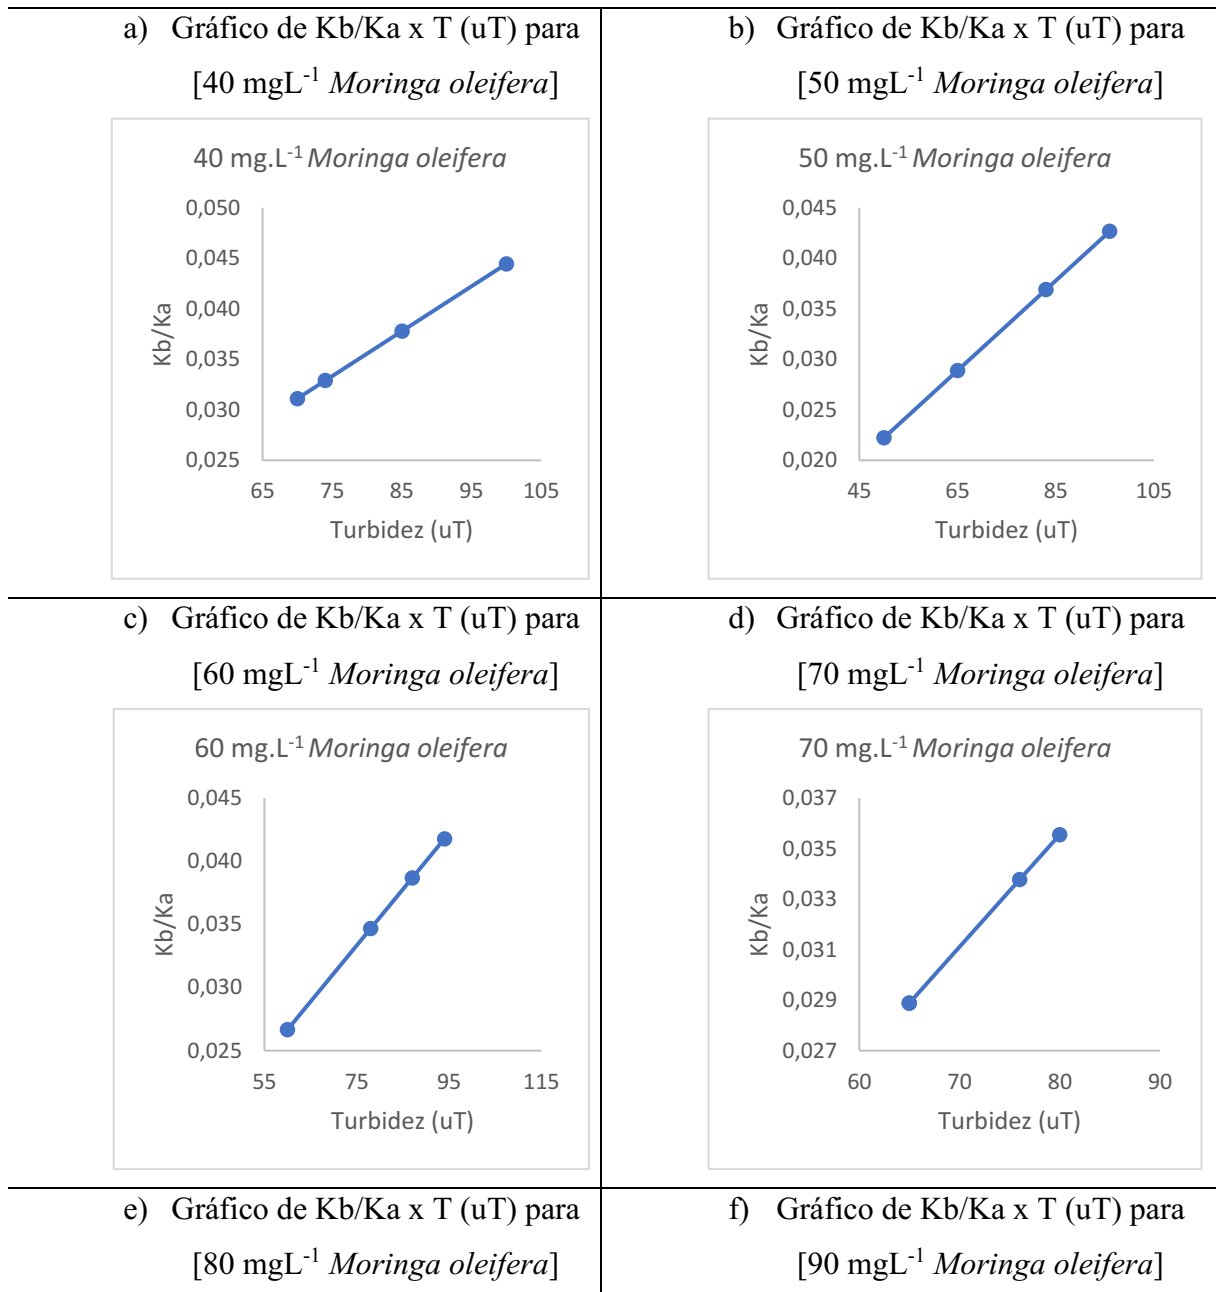 a) Gráfico de Kb/Ka x T (uT) para
[40 mgL⁻¹ Moringa oleifera]
40 mg.L⁻¹ Moringa oleifera
0,050
0,045
0,040
0,035
0,030
0,025
Kb/Ka
65 75 85 95 105
Turbidez (uT)
b) Gráfico de Kb/Ka x T (uT) para
[50 mgL⁻¹ Moringa oleifera]
50 mg.L⁻¹ Moringa oleifera
0,045
0,040
0,035
0,030
0,025
0,020
Kb/Ka
45 65 85 105
Turbidez (uT)
c) Gráfico de Kb/Ka x T (uT) para
[60 mgL⁻¹ Moringa oleifera]
60 mg.L⁻¹ Moringa oleifera
0,045
0,040
0,035
0,030
0,025
Kb/Ka
55 75 95 115
Turbidez (uT)
d) Gráfico de Kb/Ka x T (uT) para
[70 mgL⁻¹ Moringa oleifera]
70 mg.L⁻¹ Moringa oleifera
0,037
0,035
0,033
0,031
0,029
0,027
Kb/Ka
60 70 80 90
Turbidez (uT)
e) Gráfico de Kb/Ka x T (uT) para
[80 mgL⁻¹ Moringa oleifera]
f) Gráfico de Kb/Ka x T (uT) para
[90 mgL⁻¹ Moringa oleifera]